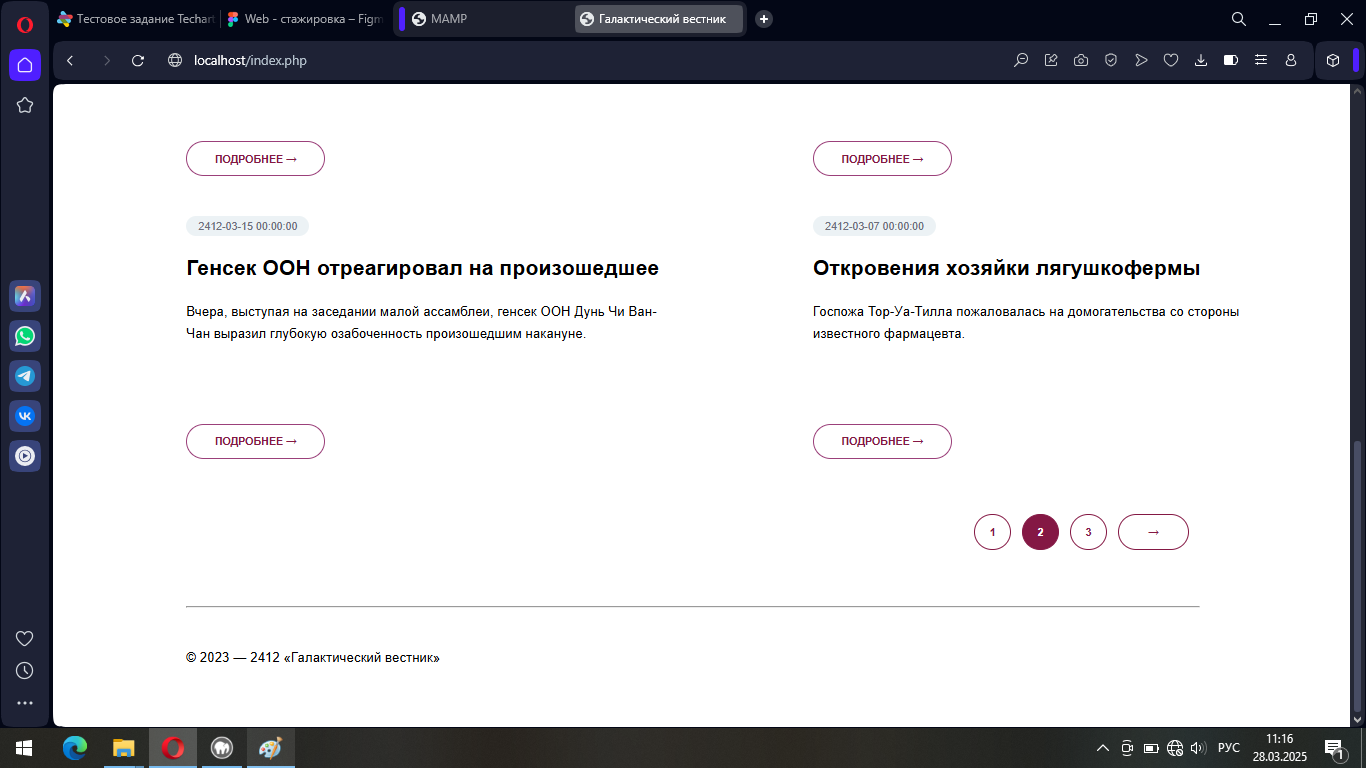 Тестовое задание Techart
Web - стажировка – Figm
MAMP
Галактический вестник
localhost/index.php
ПОДРОБНЕЕ →
ПОДРОБНЕЕ →
2412-03-15 00:00:00
Генсек ООН отреагировал на произошедшее
Вчера, выступая на заседании малой ассамблеи, генсек ООН Дунь Чи Ван-
Чан выразил глубокую озабоченность произошедшим накануне.
ПОДРОБНЕЕ →
2412-03-07 00:00:00
Откровения хозяйки лягушкофермы
Госпожа Тор-Уа-Тилла пожаловалась на домогательства со стороны
известного фармацевта.
ПОДРОБНЕЕ →
1 2 3 →
© 2023 — 2412 «Галактический вестник»
РУС
11:16
28.03.2025
1